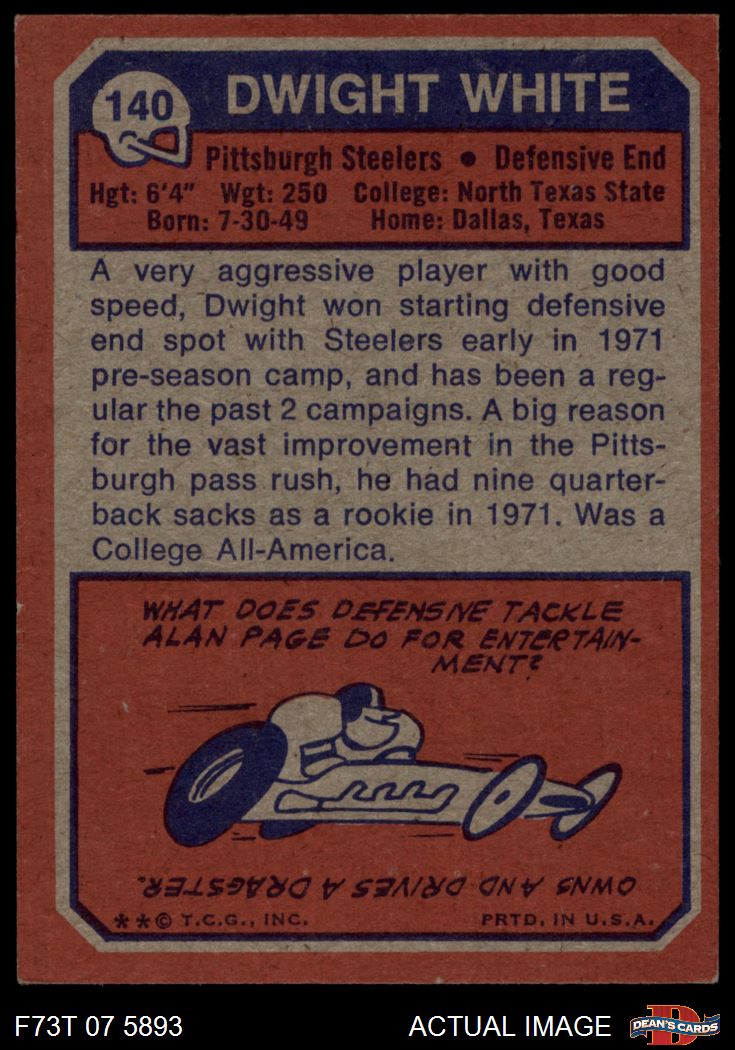 140
DWIGHT WHITE
Pittsburgh Steelers • Defensive End
Hgt: 6'4" Wgt: 250 College: North Texas State
Born: 7-30-49 Home: Dallas, Texas
A very aggressive player with good
speed, Dwight won starting defensive
end spot with Steelers early in 1971
pre-season camp, and has been a reg-
ular the past 2 campaigns. A big reason
for the vast improvement in the Pitts-
burgh pass rush, he had nine quarter-
back sacks as a rookie in 1971. Was a
College All-America.
WHAT DOES DEFENSIVE TACKLE
ALAN PAGE DO FOR ENTERTAIN-
MENT?
OWNS AND DRIVES A DRAGSTER.
**© T.C.G., INC. PRTD. IN U.S.A.
F73T 07 5893 ACTUAL IMAGE
D
DEAN'S CARDS